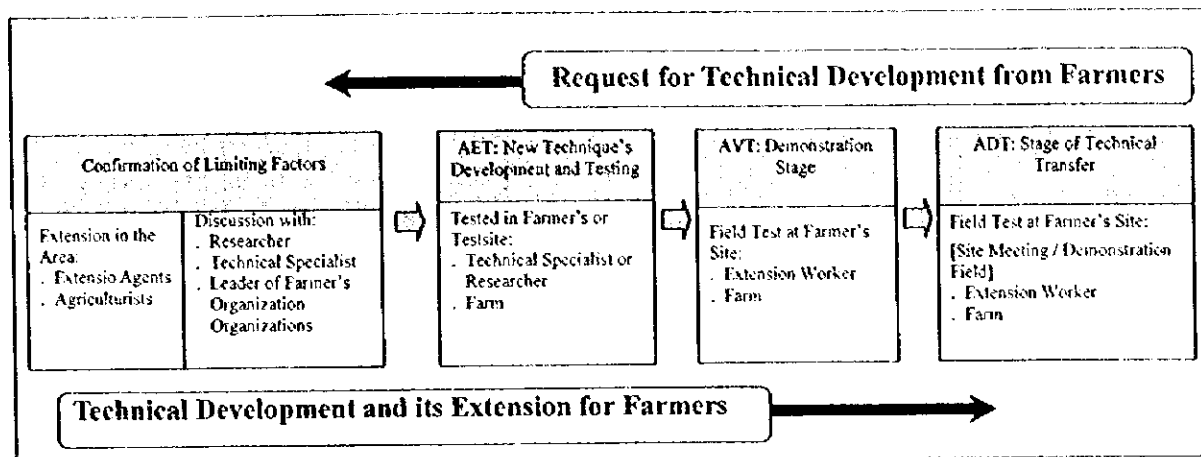 Request for Technical Development from Farmers
Confirmation of Limiting Factors
Extension in the
Area:
. Extensio Agents
. Agriculturists
Discussion with:
. Researcher
. Technical Specialist
. Leader of Farmer's
Organization
Organizations
AET: New Technique's
Development and Testing
Tested in Farmer's or
Testsite:
. Technical Specialist or
Researcher
. Farm
AVT: Demonstration
Stage
Field Test at Farmer's
Site:
. Extension Worker
. Farm
ADT: Stage of Technical
Transfer
Field Test at Farmer's Site:
[Site Meeting / Demonstration
Field]
. Extension Worker
. Farm
Technical Development and its Extension for Farmers